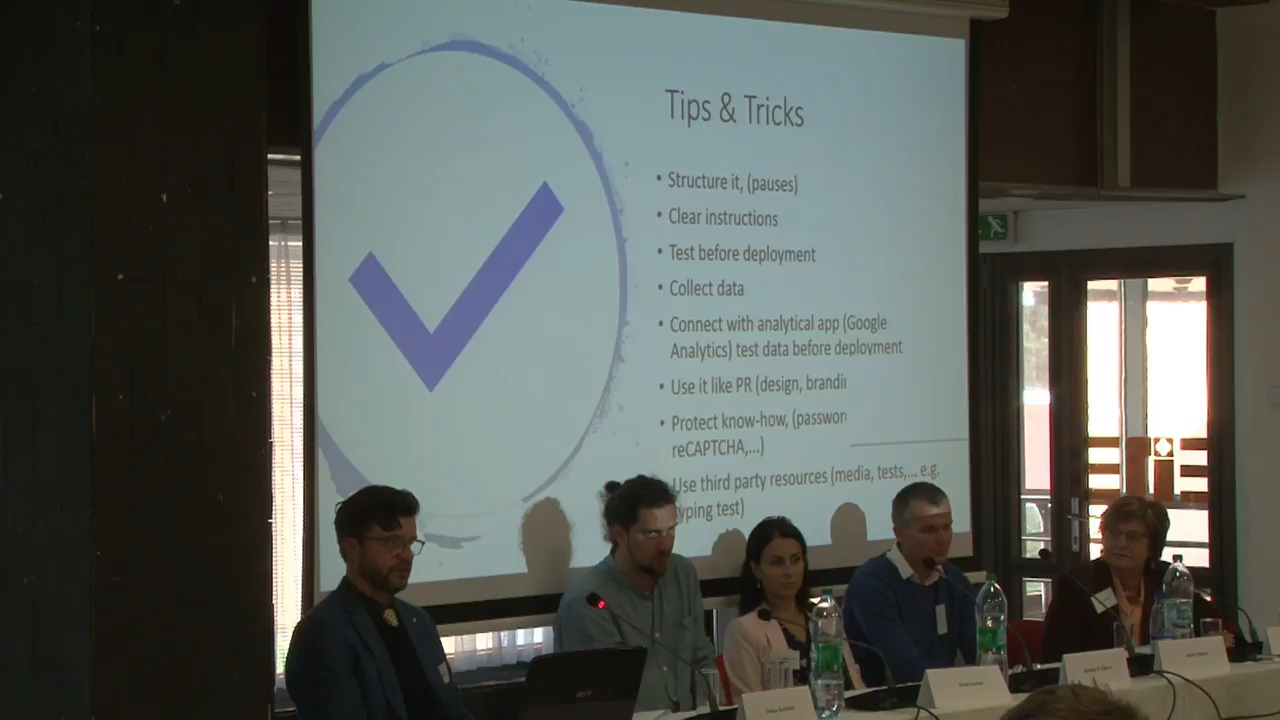 Tips & Tricks
• Structure it, (pauses)
• Clear instructions
• Test before deployment
• Collect data
• Connect with analytical app (Google
Analytics) test data before deployment
• Use it like PR (design,
• Protect know-how,
reCAPTCHA,...)
Use third party resources (media, tests,... e.g.
typing test)
acer